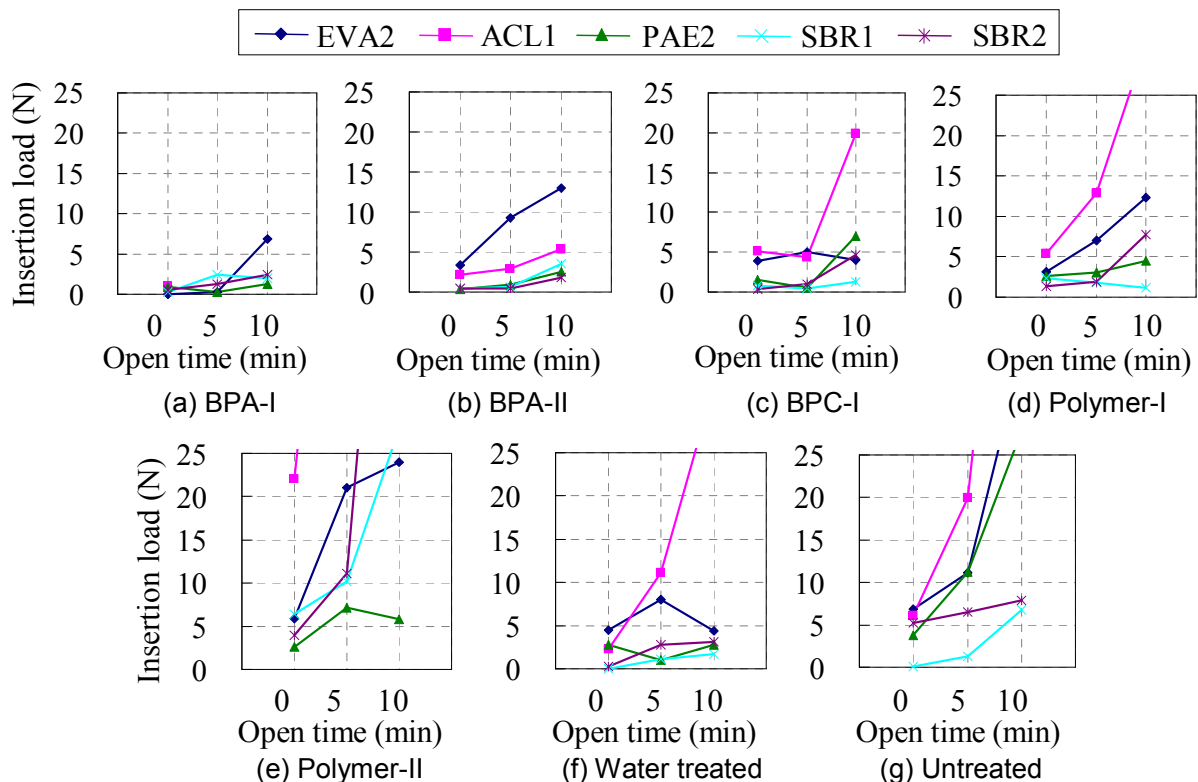 EVA2 ACL1 PAE2 SBR1 SBR2
Insertion load (N)
25 20 15 10 5 0
0 5 10
Open time (min)
(a) BPA-I
25 20 15 10 5 0
0 5 10
Open time (min)
(b) BPA-II
25 20 15 10 5 0
0 5 10
Open time (min)
(c) BPC-I
25 20 15 10 5 0
0 5 10
Open time (min)
(d) Polymer-I
Insertion load (N)
25 20 15 10 5 0
0 5 10
Open time (min)
(e) Polymer-II
25 20 15 10 5 0
0 5 10
Open time (min)
(f) Water treated
25 20 15 10 5 0
0 5 10
Open time (min)
(g) Untreated